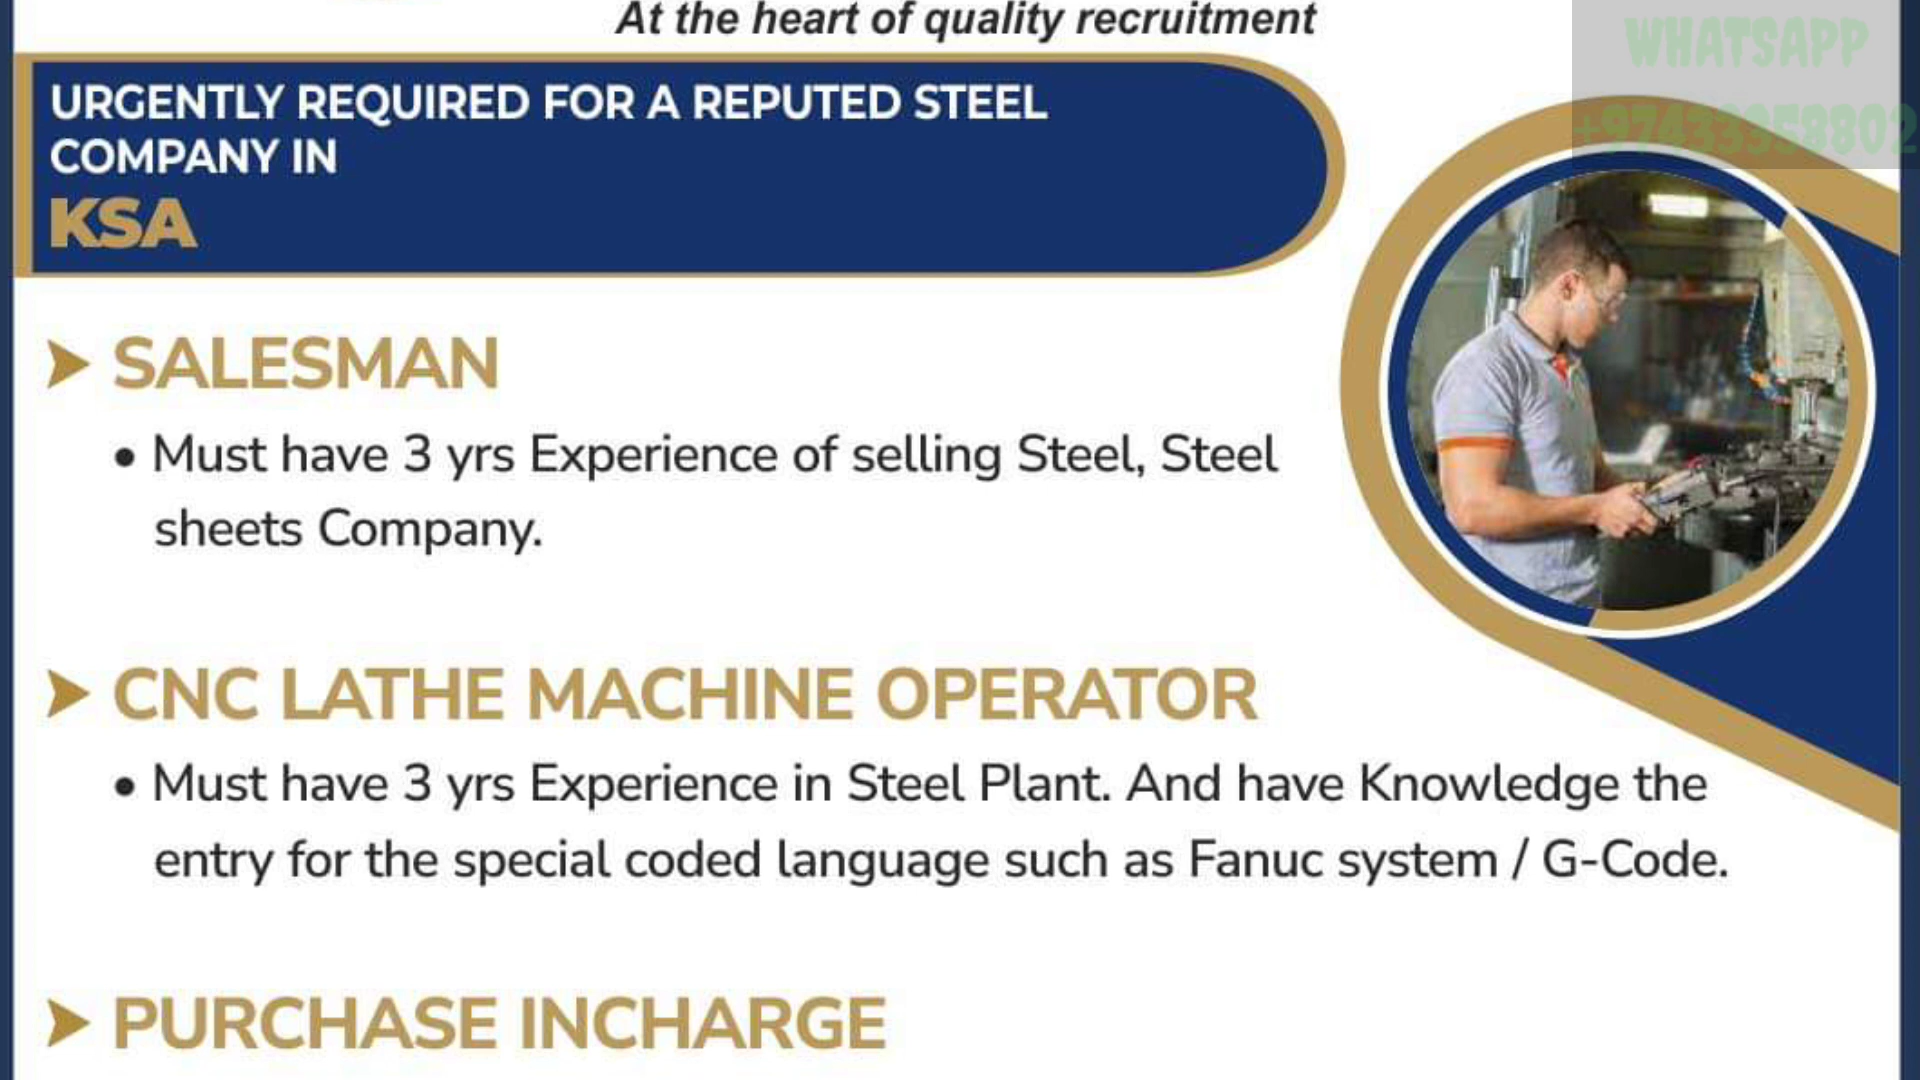 At the heart of quality recruitment
WHATSAPP
+97433358802
URGENTLY REQUIRED FOR A REPUTED STEEL
COMPANY IN
KSA
➤ SALESMAN
• Must have 3 yrs Experience of selling Steel, Steel
sheets Company.
➤ CNC LATHE MACHINE OPERATOR
• Must have 3 yrs Experience in Steel Plant. And have Knowledge the
entry for the special coded language such as Fanuc system / G-Code.
➤ PURCHASE INCHARGE